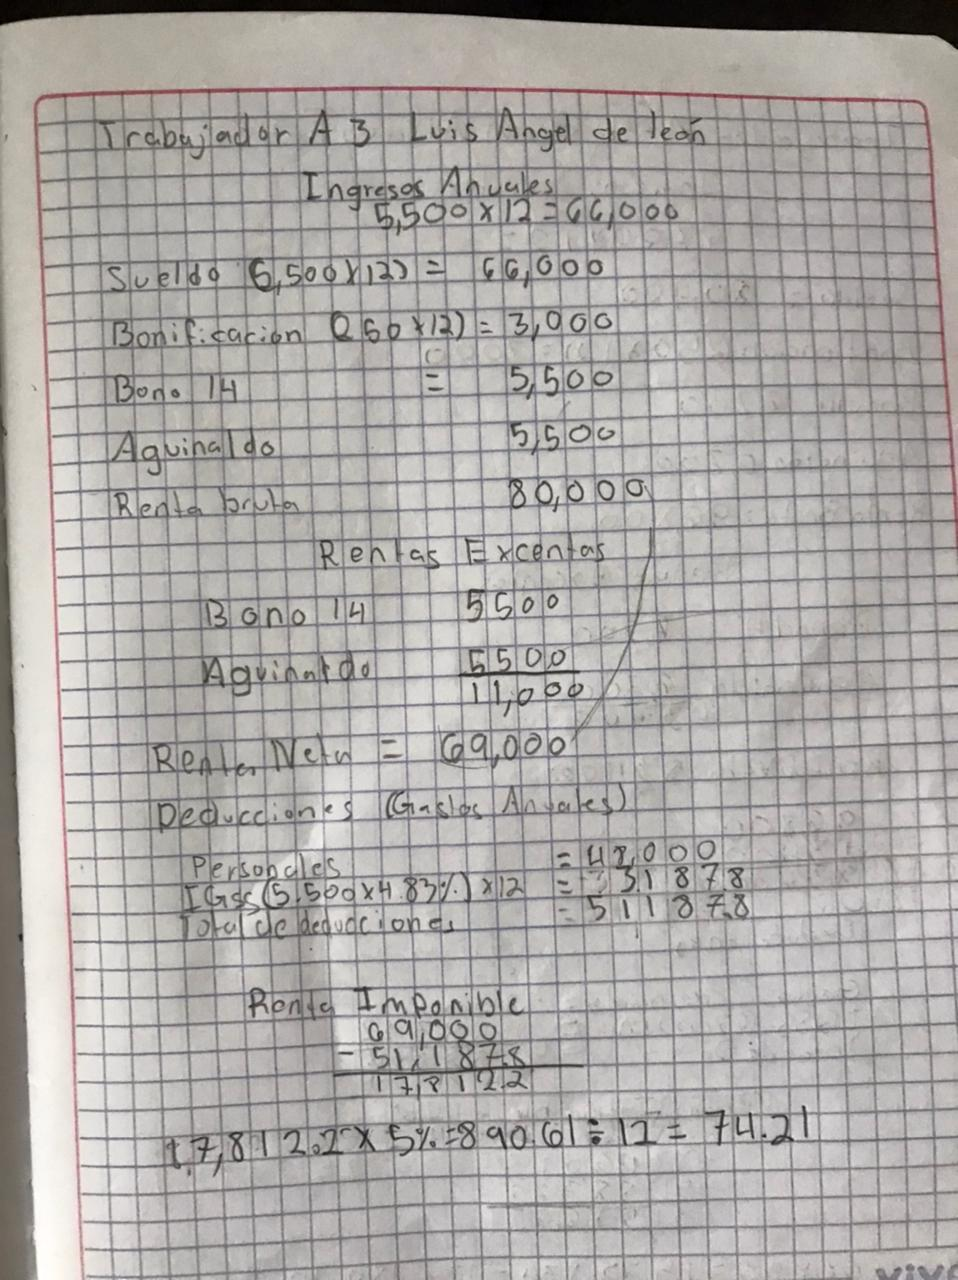 Trabajador A 3 Luis Angel de león
Ingresos Anuales
5,500 x 12 = 66,000
Sueldo (5,500 x 12) = 66,000
Bonificacion (250 x 12) = 3,000
Bono 14 = 5,500
Aguinaldo 5,500
Renta bruta 80,000
Rentas Excentas
Bono 14 5500
Aguinaldo 5500
11,000
Renta Neta = 69,000
Deducciones (Gastos Anuales)
Personales = 48,000
IGss (5,500 x 4.83%) x 12 = 3187.8
Total de deducciones = 51187.8
Renta Imponible
69,000
- 51,187.8
17,812.2
17,812.2 x 5% = 890.61 ÷ 12 = 74.21